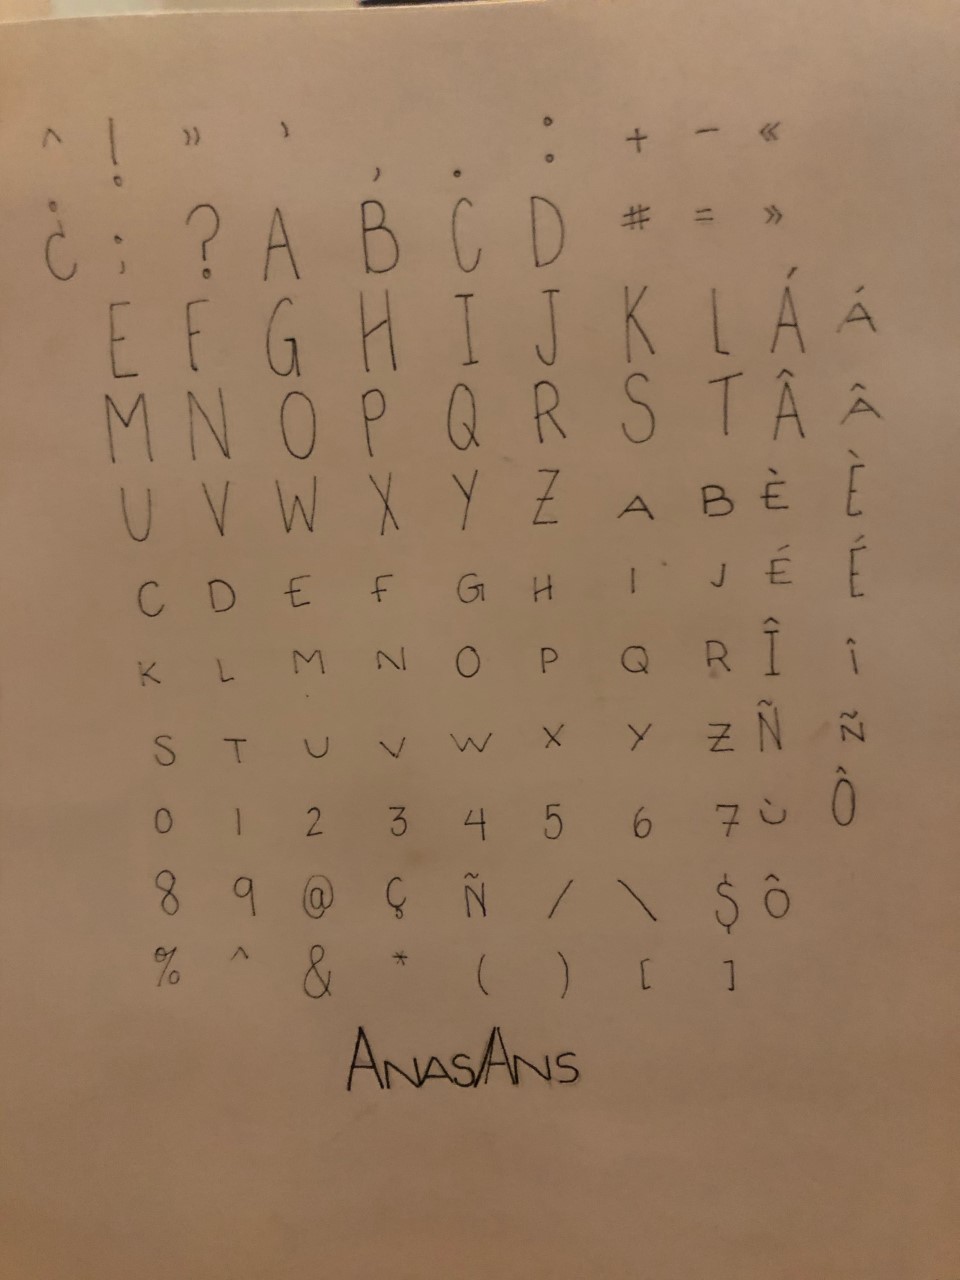 ^ ! » ’ , . : + - «
¿ ; ? A B C D # = »
E F G H I J K L Á Á
M N O P Q R S T Â Â
U V W X Y Z A B È È
C D E F G H I J É É
K L M N O P Q R Î Î
S T U V W X Y Z Ñ Ñ
0 1 2 3 4 5 6 7 Ù Ô
8 9 @ Ç Ñ / \ $ Ô
% ^ & * ( ) [ ]
ANASANS